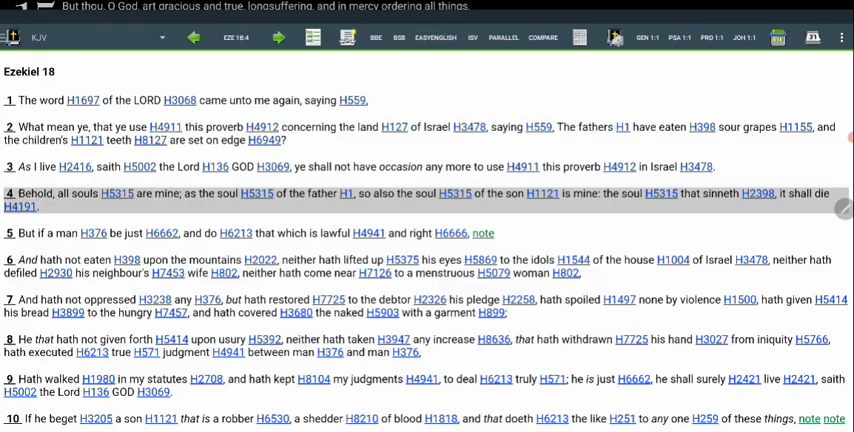 But thou, O God, art gracious and true, longsuffering, and in mercy ordering all things,
KJV EZE 18:4 BBE BSB EASYENGLISH ISV PARALLEL COMPARE GEN 1:1 PSA 1:1 PRO 1:1 JOH 1:1 31
Ezekiel 18
1 The word H1697 of the LORD H3068 came unto me again, saying H559,
2 What mean ye, that ye use H4911 this proverb H4912 concerning the land H127 of Israel H3478, saying H559, The fathers H1 have eaten H398 sour grapes H1155, and
the children's H1121 teeth H8127 are set on edge H6949?
3 As I live H2416, saith H5002 the Lord H136 GOD H3069, ye shall not have occasion any more to use H4911 this proverb H4912 in Israel H3478.
4 Behold, all souls H5315 are mine; as the soul H5315 of the father H1, so also the soul H5315 of the son H1121 is mine: the soul H5315 that sinneth H2398, it shall die
H4191.
5 But if a man H376 be just H6662, and do H6213 that which is lawful H4941 and right H6666, note
6 And hath not eaten H398 upon the mountains H2022, neither hath lifted up H5375 his eyes H5869 to the idols H1544 of the house H1004 of Israel H3478, neither hath
defiled H2930 his neighbour's H7453 wife H802, neither hath come near H7126 to a menstruous H5079 woman H802,
7 And hath not oppressed H3238 any H376, but hath restored H7725 to the debtor H2326 his pledge H2258, hath spoiled H1497 none by violence H1500, hath given H5414
his bread H3899 to the hungry H7457, and hath covered H3680 the naked H5903 with a garment H899;
8 He that hath not given forth H5414 upon usury H5392, neither hath taken H3947 any increase H8636, that hath withdrawn H7725 his hand H3027 from iniquity H5766,
hath executed H6213 true H571 judgment H4941 between man H376 and man H376,
9 Hath walked H1980 in my statutes H2708, and hath kept H8104 my judgments H4941, to deal H6213 truly H571; he is just H6662, he shall surely H2421 live H2421, saith
H5002 the Lord H136 GOD H3069.
10 If he beget H3205 a son H1121 that is a robber H6530, a shedder H8210 of blood H1818, and that doeth H6213 the like H251 to any one H259 of these things, note note